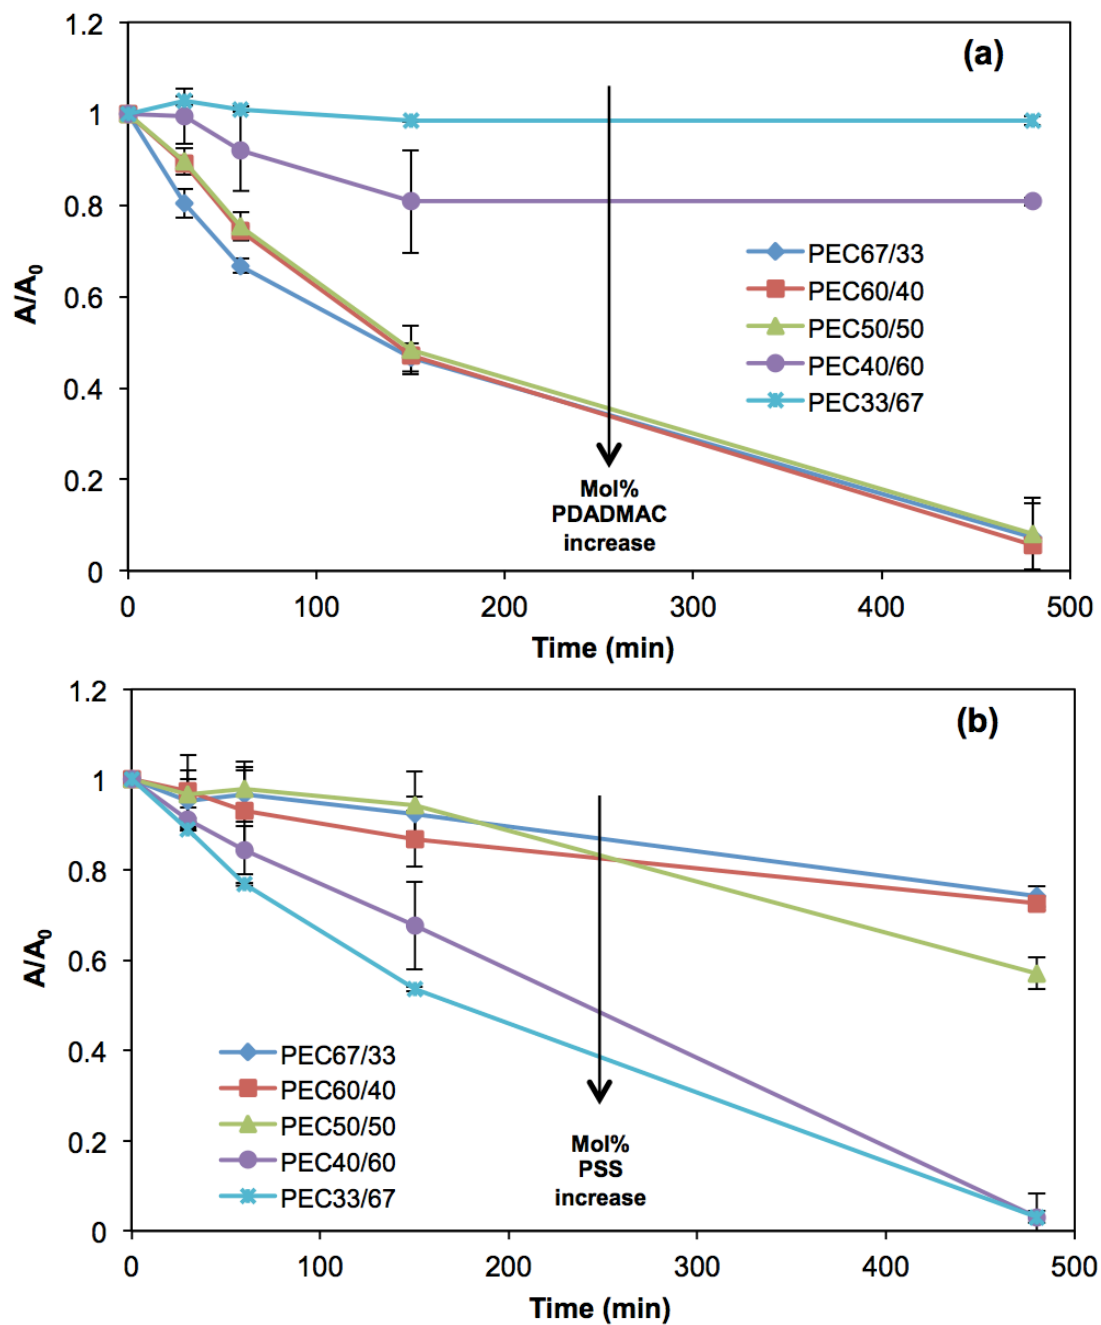 1.2
(a)
1
0.8
PEC67/33
A/A0
0.6
PEC60/40
PEC50/50
PEC40/60
0.4
PEC33/67
0.2
Mol%
PDADMAC
increase
0
0 100 200 300 400 500
Time (min)
1.2
(b)
1
0.8
0.6
A/A0
0.4
PEC67/33
PEC60/40
PEC50/50
PEC40/60
PEC33/67
0.2
Mol%
PSS
increase
0
0 100 200 300 400 500
Time (min)